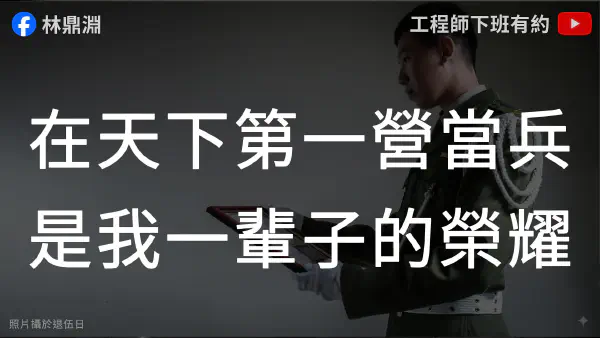 林鼎淵
工程師下班有約
在天下第一營當兵
是我一輩子的榮耀
照片攝於退伍日